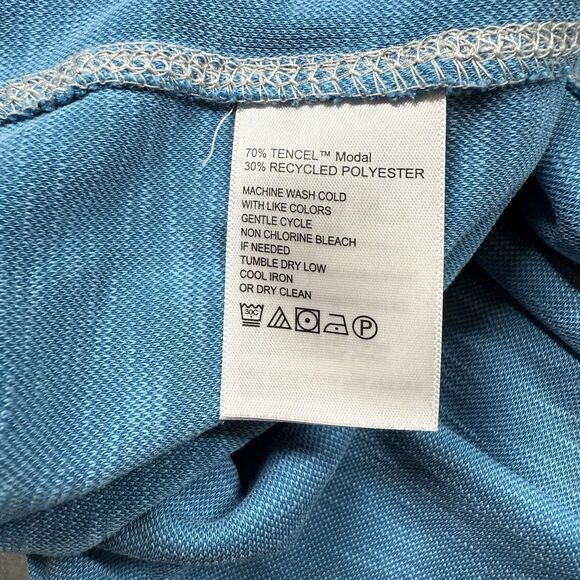 70% TENCEL™ Modal
30% RECYCLED POLYESTER
MACHINE WASH COLD
WITH LIKE COLORS
GENTLE CYCLE
NON CHLORINE BLEACH
IF NEEDED
TUMBLE DRY LOW
COOL IRON
OR DRY CLEAN
30C P